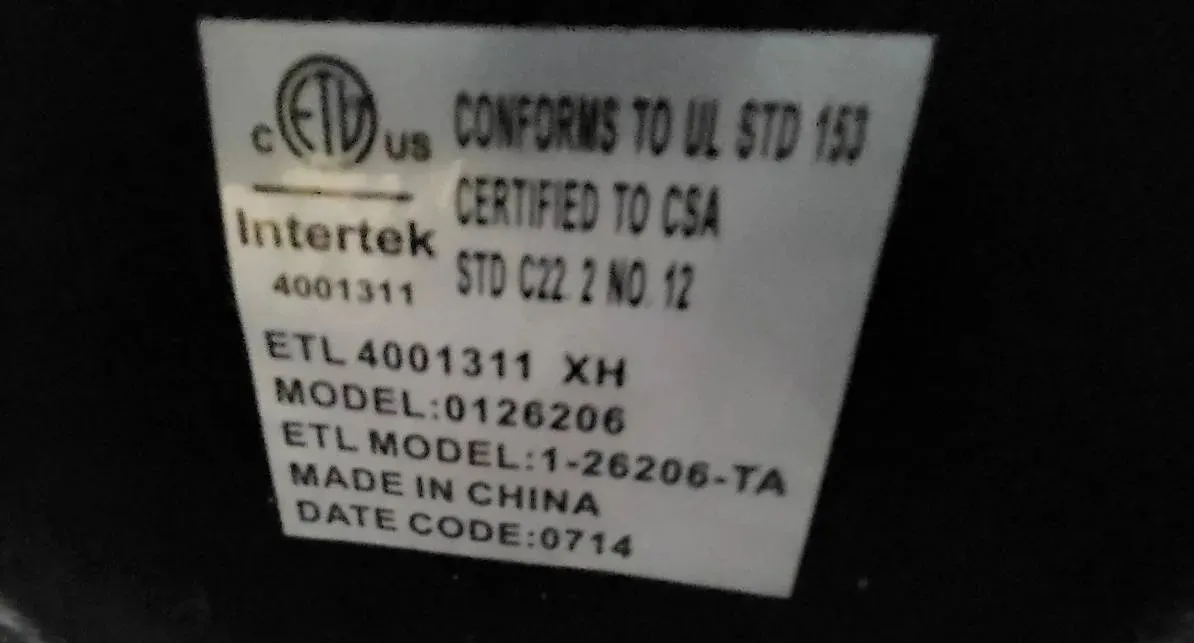 C ETL US
Intertek
4001311
CONFORMS TO UL STD 153
CERTIFIED TO CSA
STD C22.2 NO.12
ETL 4001311 XH
MODEL:0126206
ETL MODEL:1-26206-TA
MADE IN CHINA
DATE CODE:0714